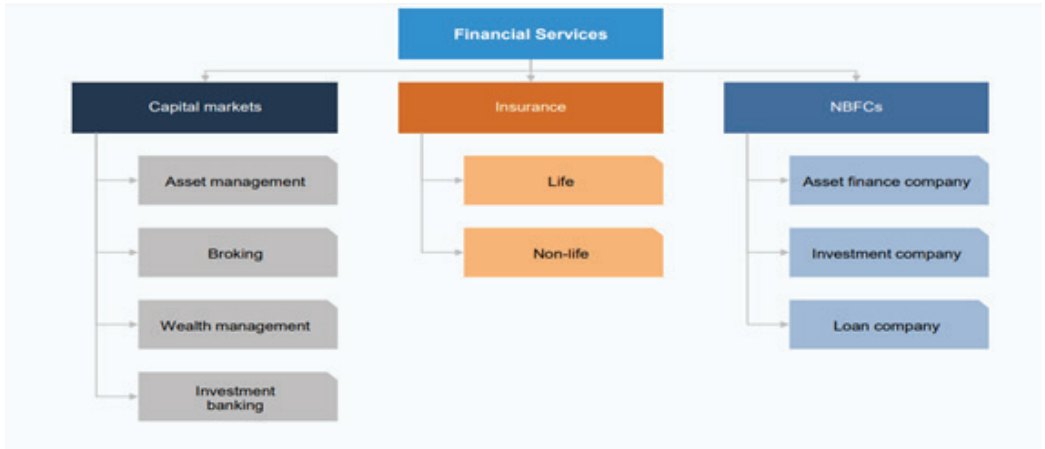 Financial Services
Capital markets
Insurance
NBFCs
Asset management
Life
Asset finance company
Broking
Non-life
Investment company
Wealth management
Loan company
Investment
banking